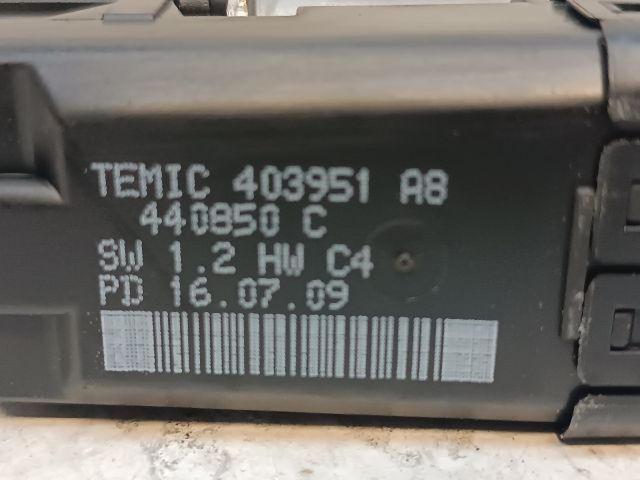 TEMIC 403951 A8
440850 C
SW 1.2 HW C4
PD 16.07.09